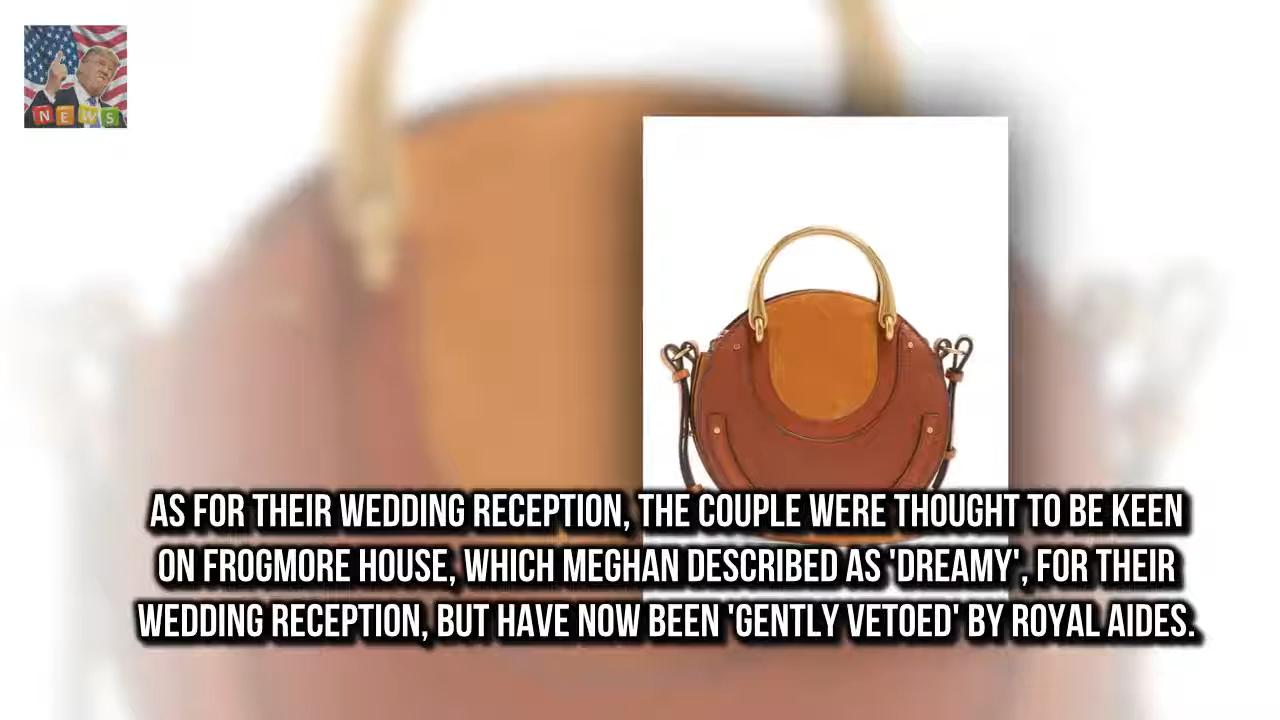 NEWS
AS FOR THEIR WEDDING RECEPTION, THE COUPLE WERE THOUGHT TO BE KEEN
ON FROGMORE HOUSE, WHICH MEGHAN DESCRIBED AS 'DREAMY', FOR THEIR
WEDDING RECEPTION, BUT HAVE NOW BEEN 'GENTLY VETOED' BY ROYAL AIDES.